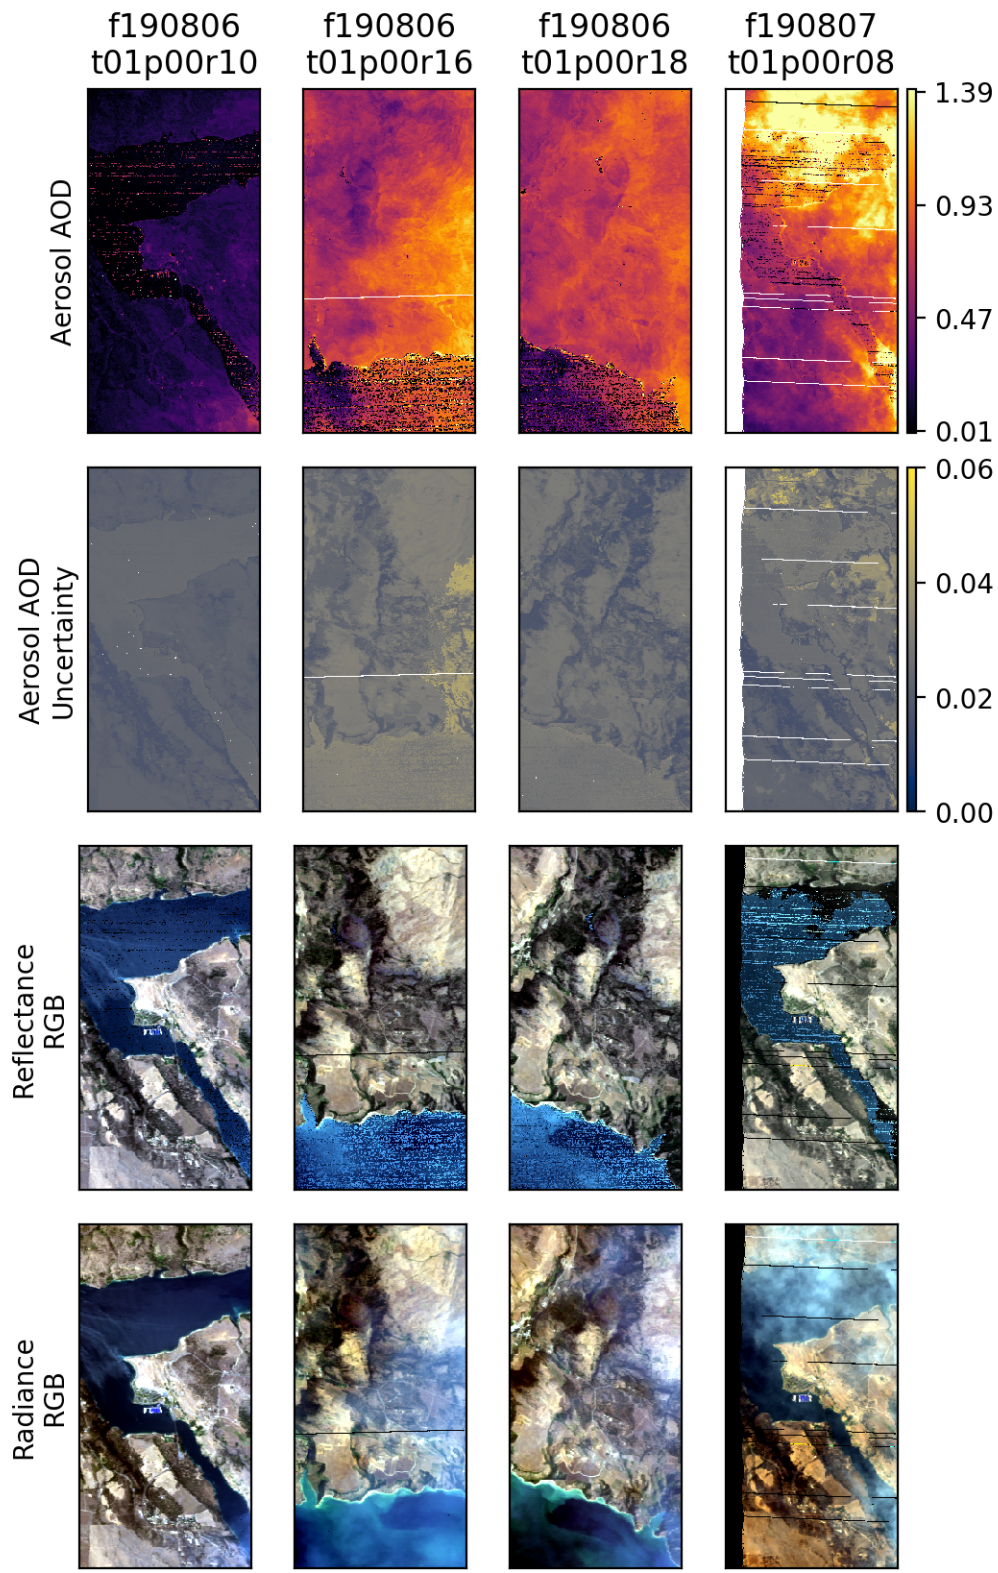 f190806
t01p00r10
f190806
t01p00r16
f190806
t01p00r18
f190807
t01p00r08
Aerosol AOD
1.39
0.93
0.47
0.01
Aerosol AOD
Uncertainty
0.06
0.04
0.02
0.00
Reflectance
RGB
Radiance
RGB